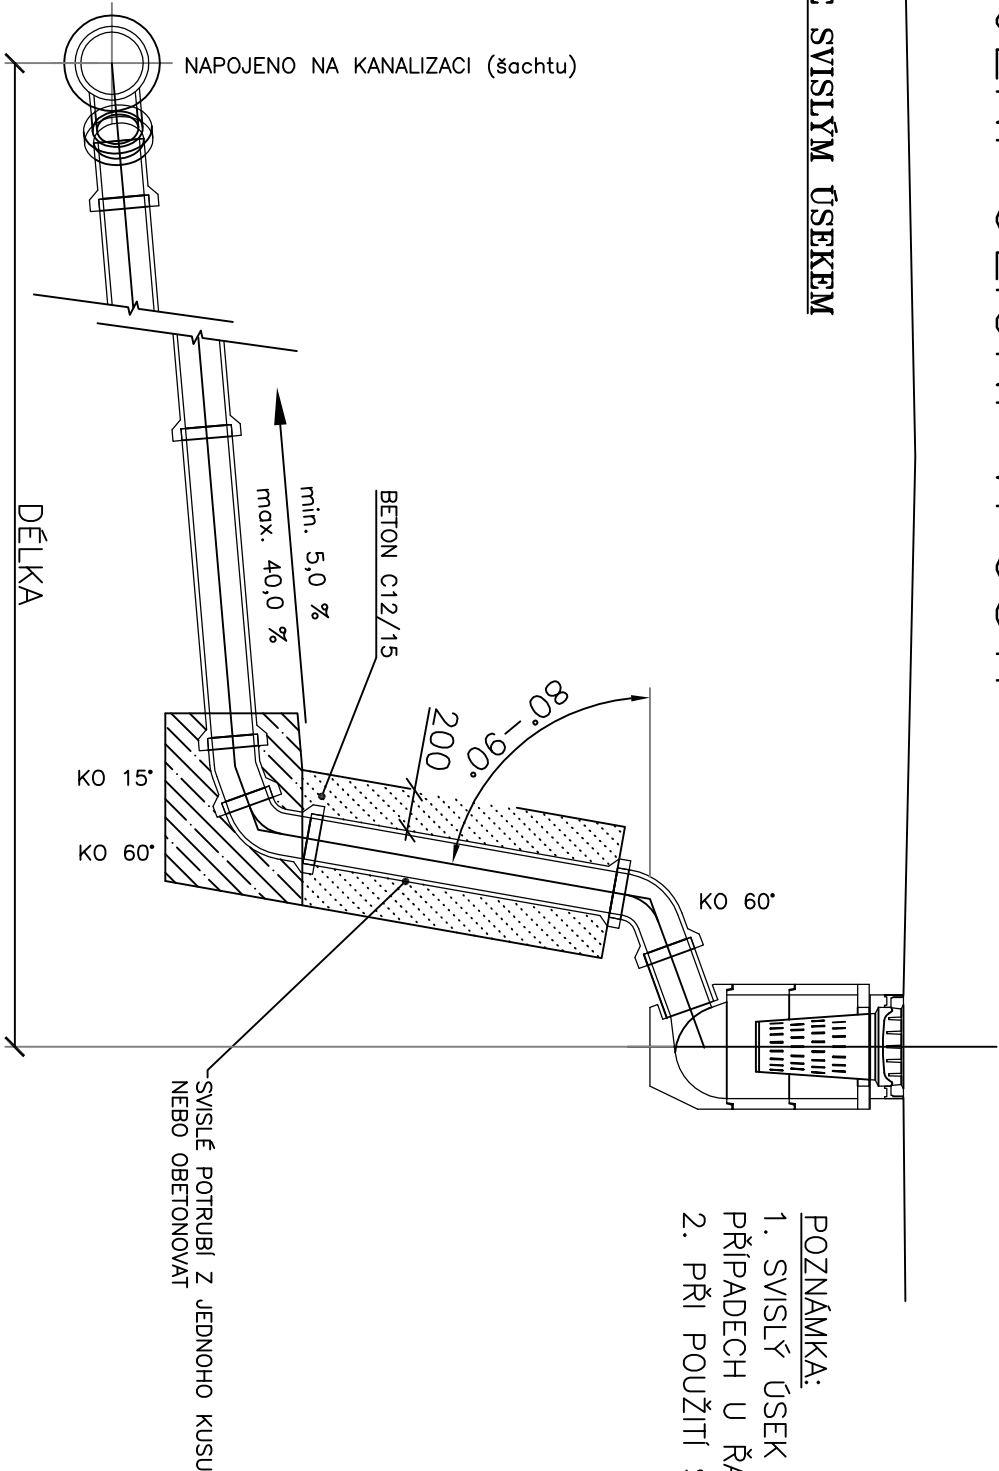 SVISLÝM ÚSEKEM
NAPOJENO NA KANALIZACI (šachtu)
min. 5,0 %
max. 40,0 %
BETON C12/15
200
80°-90°
DÉLKA
KO 15°
KO 60°
KO 60°
SVISLÉ POTRUBÍ Z JEDNOHO KUSU
NEBO OBETONOVAT
POZNÁMKA:
1. SVISLÝ ÚSEK
PŘÍPADECH U
2. PŘI POUŽITÍ